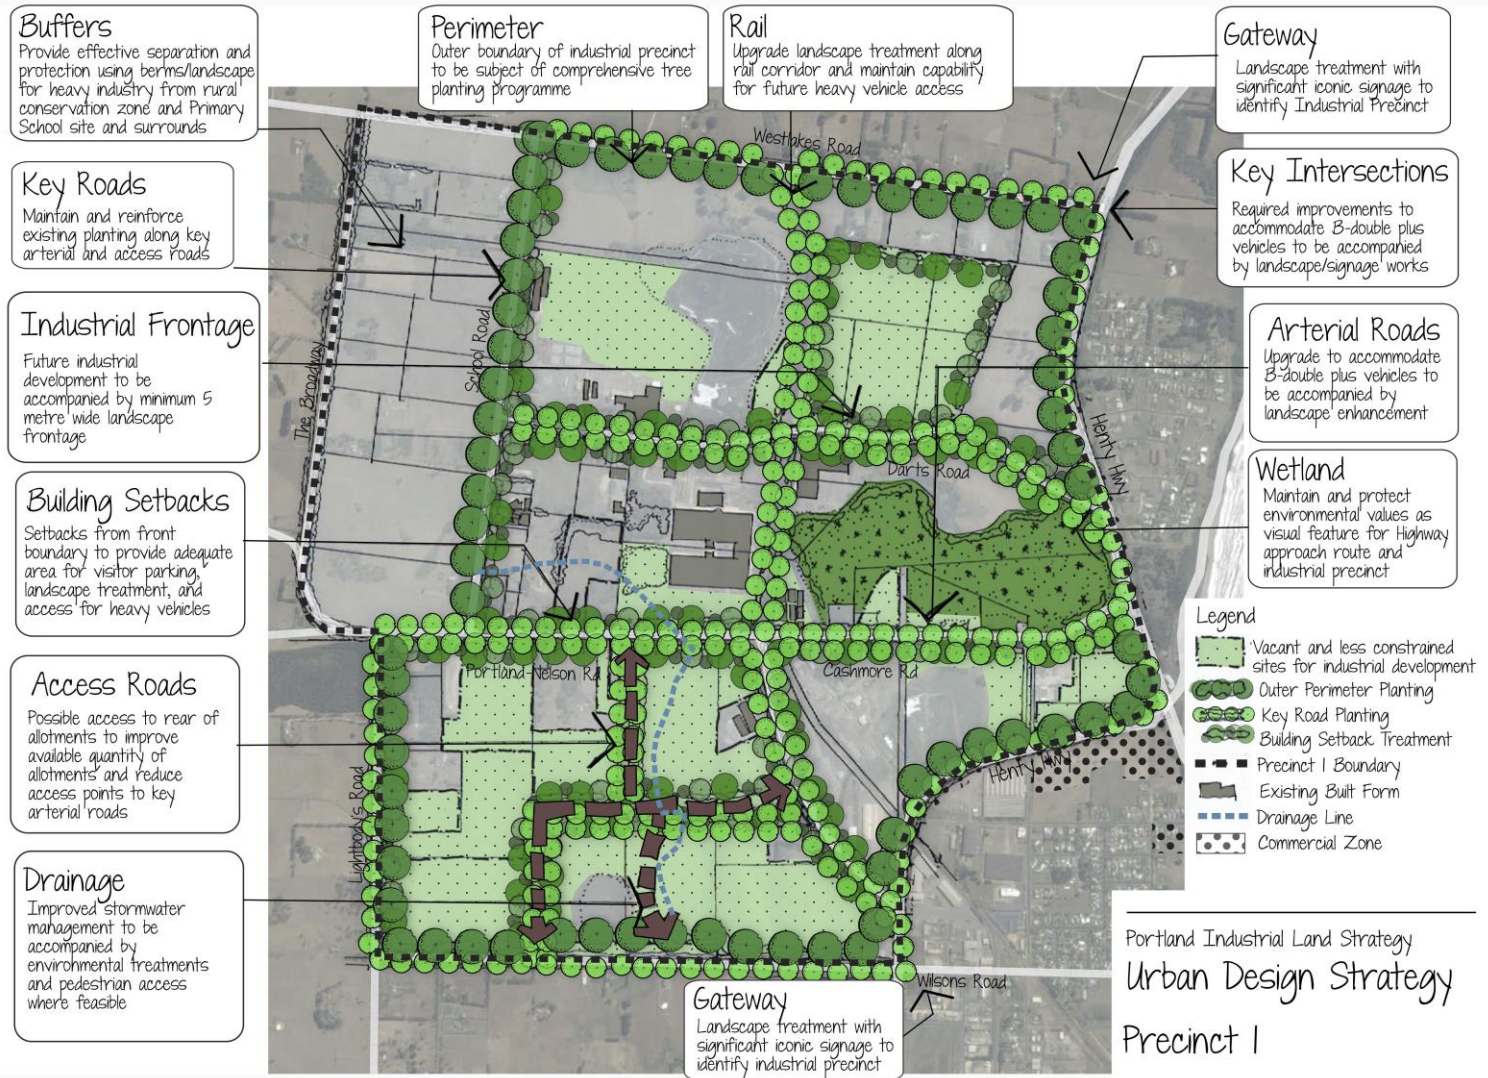 Buffers
Provide effective separation and
protection using berms/landscape
for heavy industry from rural
conservation zone and Primary
School site and surrounds
Perimeter
Outer boundary of industrial precinct
to be subject of comprehensive tree
planting programme
Rail
Upgrade landscape treatment along
rail corridor and maintain capability
for future heavy vehicle access
Gateway
Landscape treatment with
significant iconic signage to
identify Industrial Precinct
Key Roads
Maintain and reinforce
existing planting along key
arterial and access roads
Key Intersections
Required improvements to
accommodate B-double plus
vehicles to be accompanied
by landscape/signage works
Industrial Frontage
Future industrial
development to be
accompanied by minimum 5
metre wide landscape
frontage
Arterial Roads
Upgrade to accommodate
B-double plus vehicles to
be accompanied by
landscape enhancement
Building Setbacks
Setbacks from front
boundary to provide adequate
area for visitor parking,
landscape treatment, and
access for heavy vehicles
Wetland
Maintain and protect
environmental values as
visual feature for Highway
approach route and
industrial precinct
Access Roads
Possible access to rear of
allotments to improve
available quantity of
allotments and reduce
access points to key
arterial roads
Drainage
Improved stormwater
management to be
accompanied by
environmental treatments
and pedestrian access
where feasible
Westlakes Road
The Broadway
School Road
Darts Road
Henty Hwy
Portland-Nelson Rd
Cashmore Rd
Henty Hwy
Lightbody's Road
Wilsons Road
Gateway
Landscape treatment with
significant iconic signage to
identify industrial precinct
Legend
Vacant and less constrained
sites for industrial development
Outer Perimeter Planting
Key Road Planting
Building Setback Treatment
Precinct 1 Boundary
Existing Built Form
Drainage Line
Commercial Zone
Portland Industrial Land Strategy
Urban Design Strategy
Precinct 1